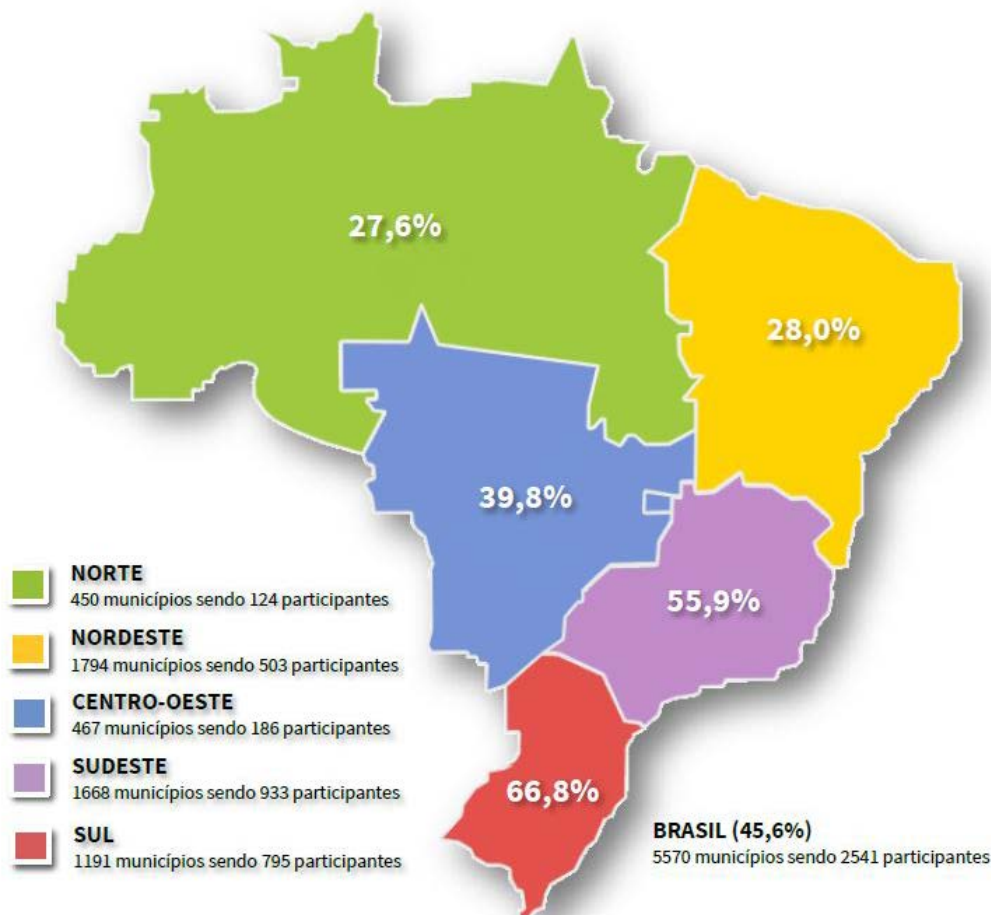 27,6%
28,0%
39,8%
55,9%
66,8%
NORTE
450 municípios sendo 124 participantes
NORDESTE
1794 municípios sendo 503 participantes
CENTRO-OESTE
467 municípios sendo 186 participantes
SUDESTE
1668 municípios sendo 933 participantes
SUL
1191 municípios sendo 795 participantes
BRASIL (45,6%)
5570 municípios sendo 2541 participantes